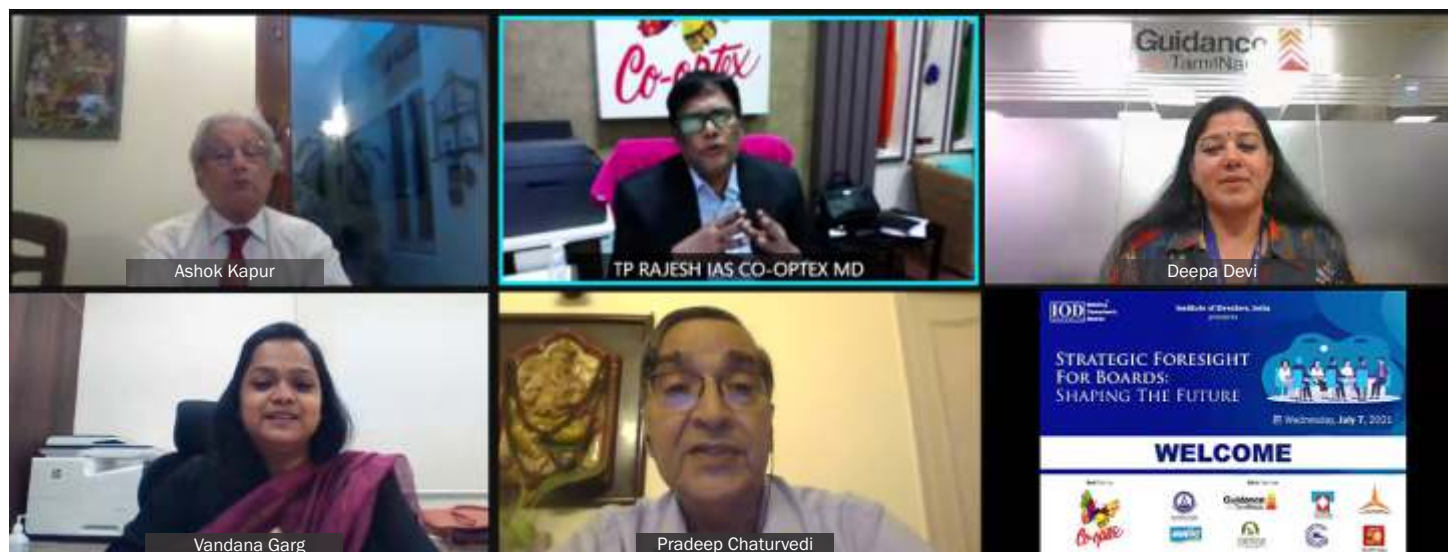 Co-optex
Guidance
TamilNa
Ashok Kapur
TP RAJESH IAS CO-OPTEX MD
Deepa Devi
IOD
Institute of Directors, India
presents
STRATEGIC FORESIGHT
FOR BOARDS:
SHAPING THE FUTURE
Wednesday, July 7, 2021
WELCOME
Guidance
Co-optex
Vandana Garg
Pradeep Chaturvedi